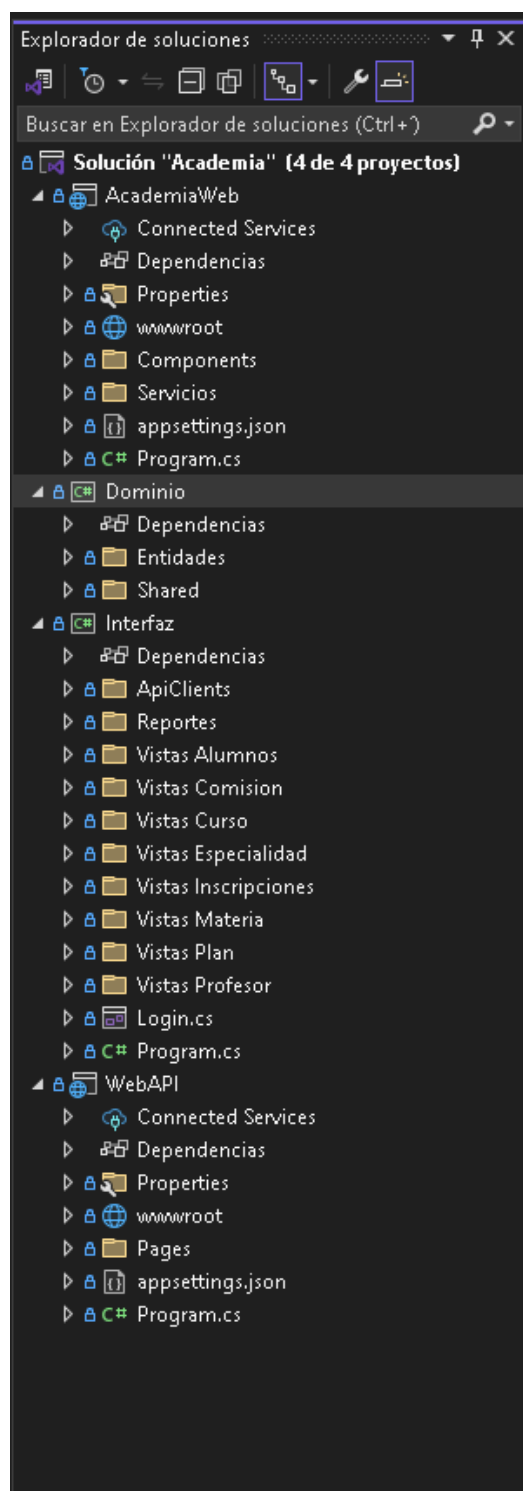 Explorador de soluciones
Buscar en Explorador de soluciones (Ctrl+´)
Solución "Academia" (4 de 4 proyectos)
AcademiaWeb
Connected Services
Dependencias
Properties
wwwroot
Components
Servicios
appsettings.json
C# Program.cs
C# Dominio
Dependencias
Entidades
Shared
C# Interfaz
Dependencias
ApiClients
Reportes
Vistas Alumnos
Vistas Comision
Vistas Curso
Vistas Especialidad
Vistas Inscripciones
Vistas Materia
Vistas Plan
Vistas Profesor
Login.cs
C# Program.cs
WebAPI
Connected Services
Dependencias
Properties
wwwroot
Pages
appsettings.json
C# Program.cs